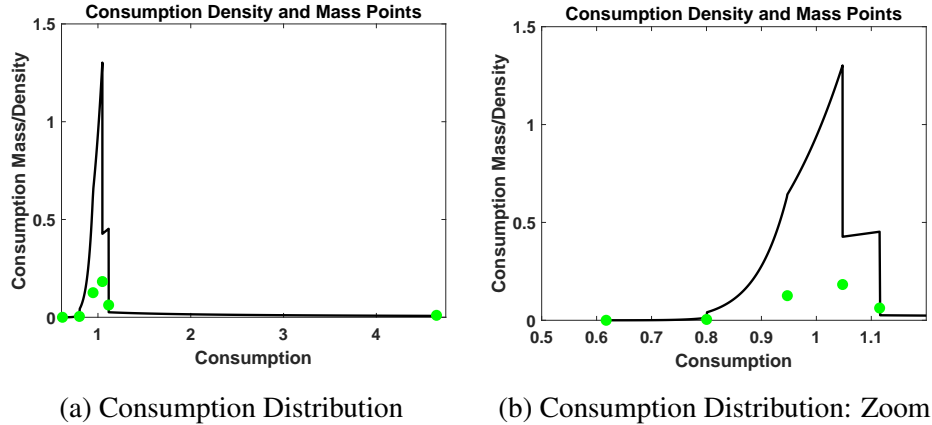 Consumption Density and Mass Points
Consumption Mass/Density
1.5
1
0.5
0
1 2 3 4
Consumption
(a) Consumption Distribution
Consumption Density and Mass Points
Consumption Mass/Density
1.5
1
0.5
0
0.5 0.6 0.7 0.8 0.9 1 1.1
Consumption
(b) Consumption Distribution: Zoom